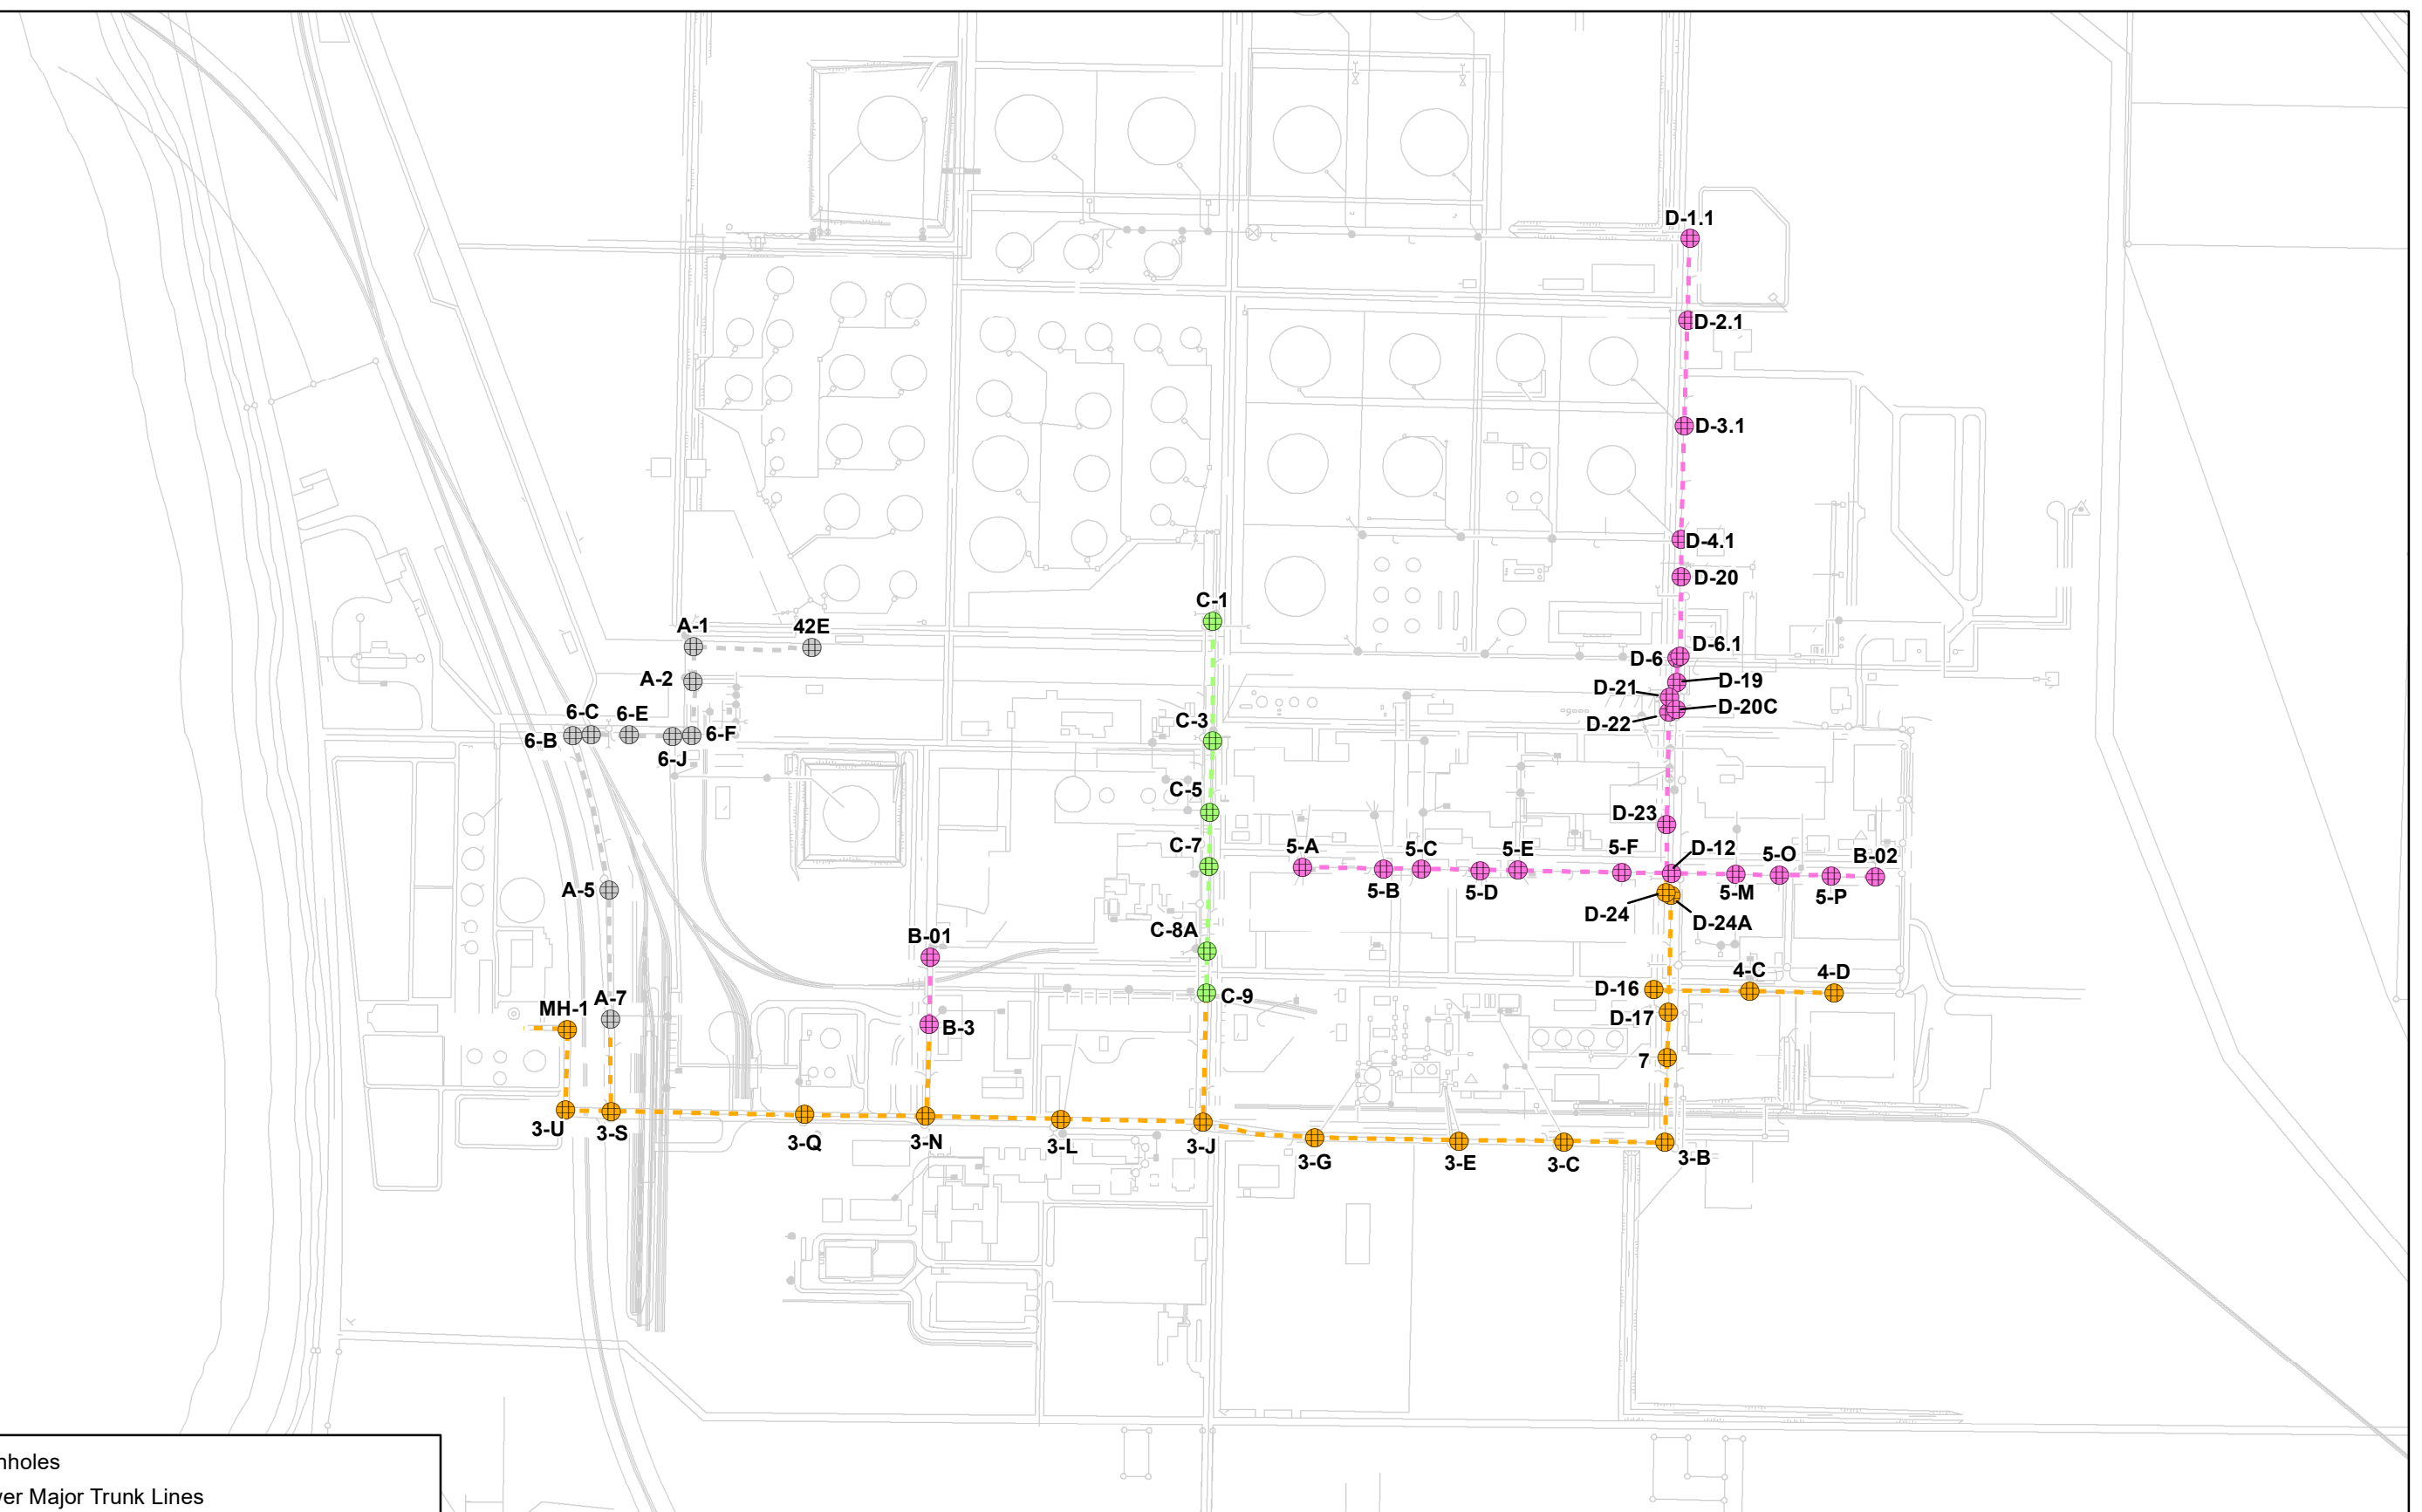 D-1.1
D-2.1
D-3.1
D-4.1
D-20
C-1
A-1
42E
D-6.1
D-6
A-2
D-19
D-21
D-20C
6-C
6-E
C-3
D-22
6-B
6-F
6-J
C-5
D-23
C-7
5-A
5-C
5-E
5-F
D-12
5-O
B-02
A-5
5-B
5-D
5-M
5-P
D-24
D-24A
B-01
C-8A
4-C
4-D
MH-1
A-7
C-9
D-16
B-3
D-17
7
3-U
3-S
3-Q
3-N
3-L
3-J
3-G
3-E
3-C
3-B
Major Trunk Lines